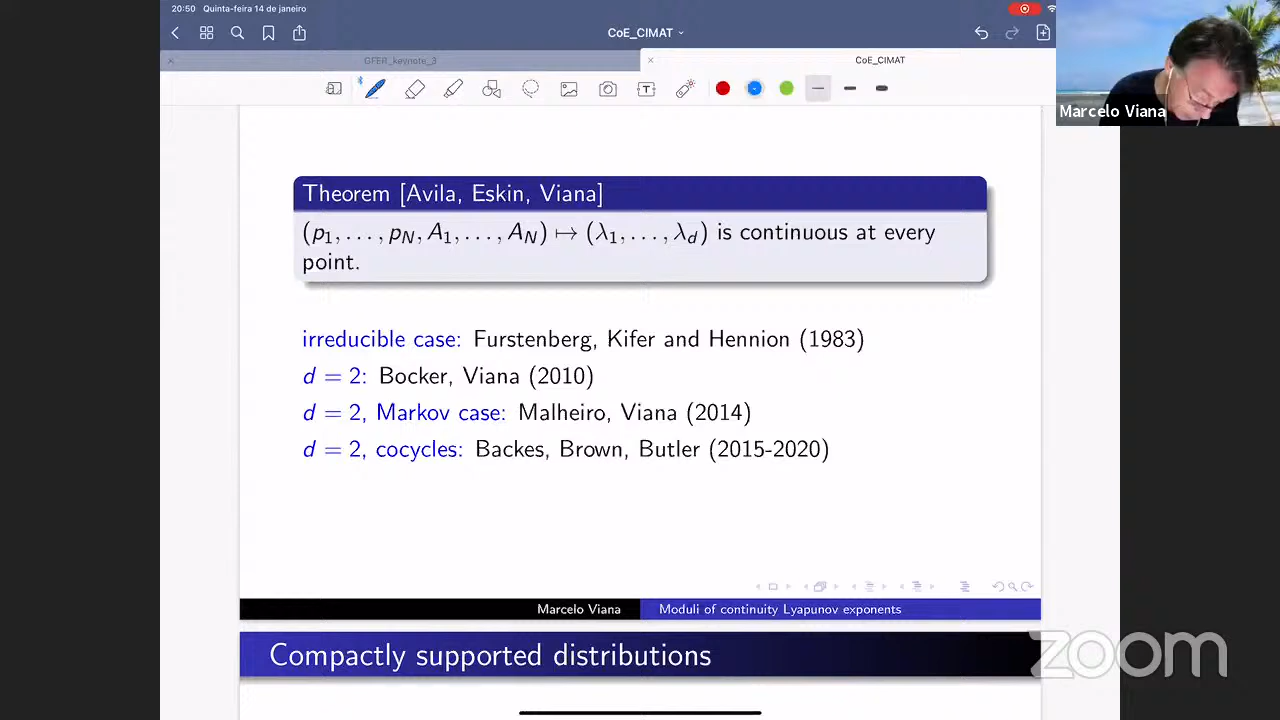 20:50 Quinta-feira 14 de janeiro
CoE_CIMAT
GFER_keynote_3
CoE_CIMAT
T
Marcelo Viana
Theorem [Avila, Eskin, Viana]
(p₁, . . . , p_N, A₁, . . . , A_N) ↦ (λ₁, . . . , λ_d) is continuous at every
point.
irreducible case: Furstenberg, Kifer and Hennion (1983)
d = 2: Bocker, Viana (2010)
d = 2, Markov case: Malheiro, Viana (2014)
d = 2, cocycles: Backes, Brown, Butler (2015-2020)
Marcelo Viana Moduli of continuity Lyapunov exponents
Compactly supported distributions
zoom